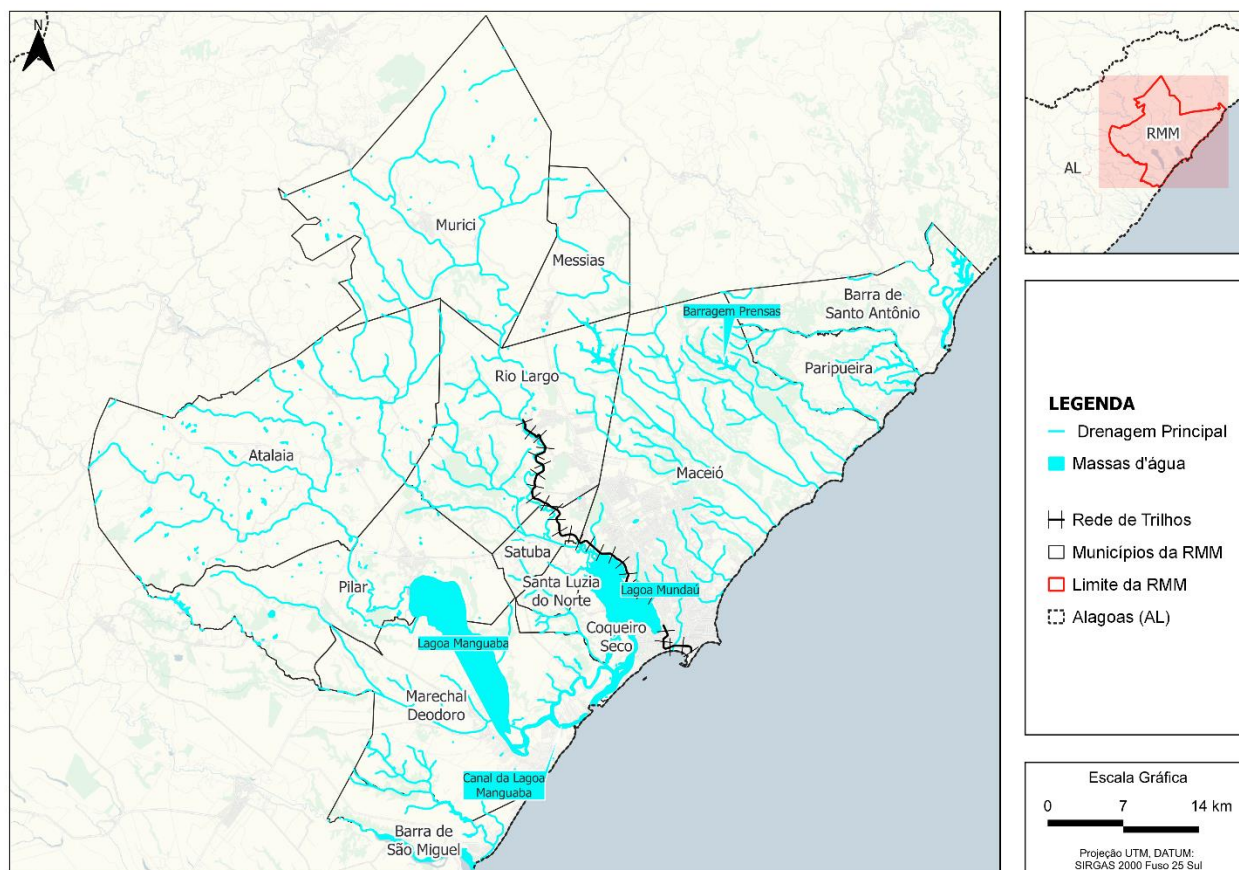 N
Murici
Messias
Barra de
Santo Antônio
Barragem Prensas
Paripueira
Rio Largo
Atalaia
Maceió
Satuba
Pilar
Santa Luzia
do Norte
Lagoa Mundaú
Coqueiro
Seco
Lagoa Manguaba
Marechal
Deodoro
Canal da Lagoa
Manguaba
Barra de
São Miguel
RMM
AL
LEGENDA
Drenagem Principal
Massas d'água
Rede de Trilhos
Municípios da RMM
Limite da RMM
Alagoas (AL)
Escala Gráfica
0 7 14 km
Projeção UTM, DATUM:
SIRGAS 2000 Fuso 25 Sul